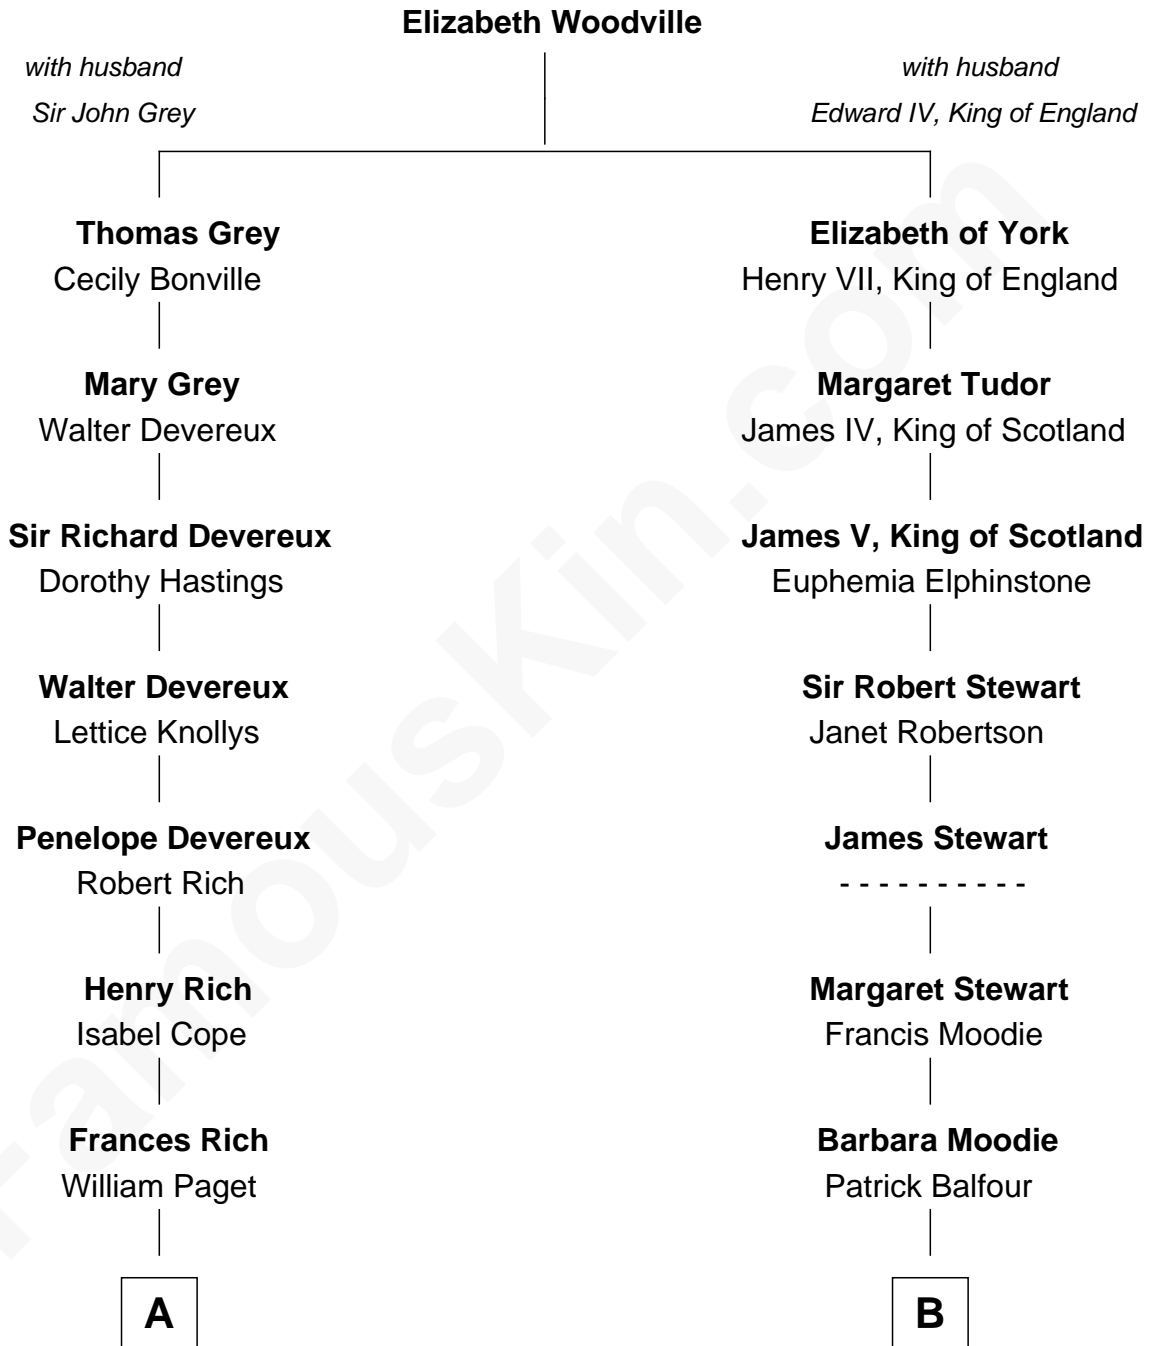 Elizabeth Woodville
with husband
Sir John Grey
with husband
Edward IV, King of England
Thomas Grey
Cecily Bonville
Elizabeth of York
Henry VII, King of England
Mary Grey
Walter Devereux
Margaret Tudor
James IV, King of Scotland
Sir Richard Devereux
Dorothy Hastings
James V, King of Scotland
Euphemia Elphinstone
Walter Devereux
Lettice Knollys
Sir Robert Stewart
Janet Robertson
Penelope Devereux
Robert Rich
James Stewart
- - - - - - - - - -
Henry Rich
Isabel Cope
Margaret Stewart
Francis Moodie
Frances Rich
William Paget
Barbara Moodie
Patrick Balfour
A
B
FamousKin.com